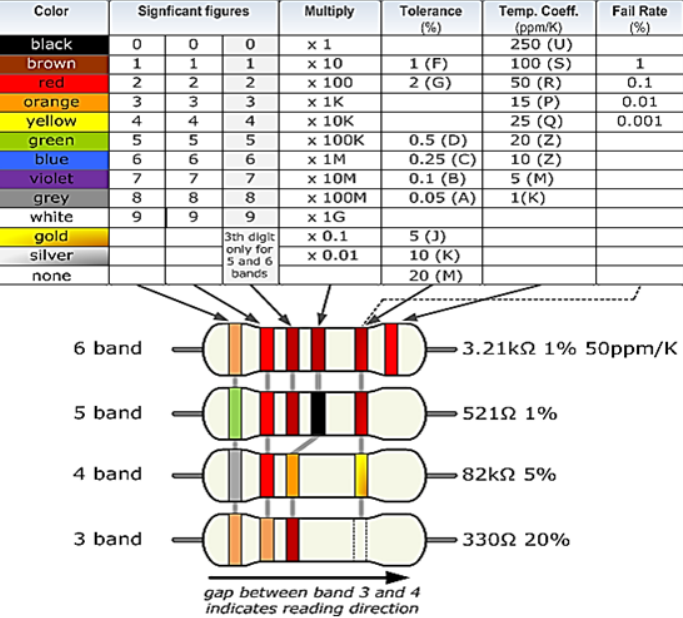 Color Signficant figures Multiply Tolerance (%) Temp. Coeff. (ppm/K) Fail Rate (%)
black 0 0 0 x 1 250 (U)
brown 1 1 1 x 10 1 (F) 100 (S) 1
red 2 2 2 x 100 2 (G) 50 (R) 0.1
orange 3 3 3 x 1K 15 (P) 0.01
yellow 4 4 4 x 10K 25 (Q) 0.001
green 5 5 5 x 100K 0.5 (D) 20 (Z)
blue 6 6 6 x 1M 0.25 (C) 10 (Z)
violet 7 7 7 x 10M 0.1 (B) 5 (M)
grey 8 8 8 x 100M 0.05 (A) 1(K)
white 9 9 9 x 1G
gold x 0.1 5 (J)
silver x 0.01 10 (K)
none 20 (M)
3th digit
only for
5 and 6
bands
6 band 3.21kΩ 1% 50ppm/K
5 band 521Ω 1%
4 band 82kΩ 5%
3 band 330Ω 20%
gap between band 3 and 4
indicates reading direction